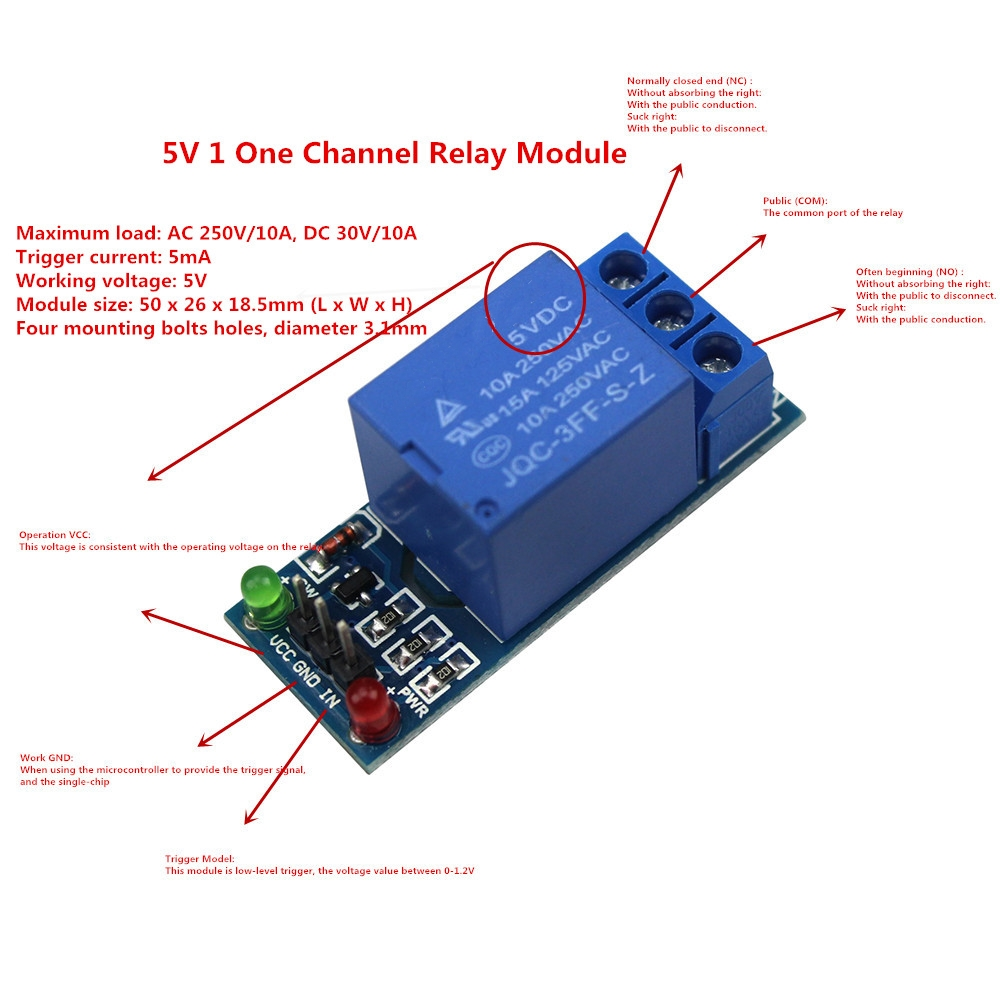 Normally closed end (NC) :
Without absorbing the right:
With the public conduction.
Suck right:
With the public to disconnect.
5V 1 One Channel Relay Module
Public (COM):
The common port of the relay
Maximum load: AC 250V/10A, DC 30V/10A
Trigger current: 5mA
Working voltage: 5V
Module size: 50 x 26 x 18.5mm (L x W x H)
Four mounting bolts holes, diameter 3.1mm
Often beginning (NO) :
Without absorbing the right:
With the public to disconnect.
Suck right:
With the public conduction.
5VDC
10A 250VAC
15A 125VAC
10A 250VAC
JQC-3FF-S-Z
CQC
Operation VCC:
This voltage is consistent with the operating voltage on the relay
VCC GND IN
+ PWR
102
102
102
Work GND:
When using the microcontroller to provide the trigger signal,
and the single-chip
Trigger Model:
This module is low-level trigger, the voltage value between 0-1.2V